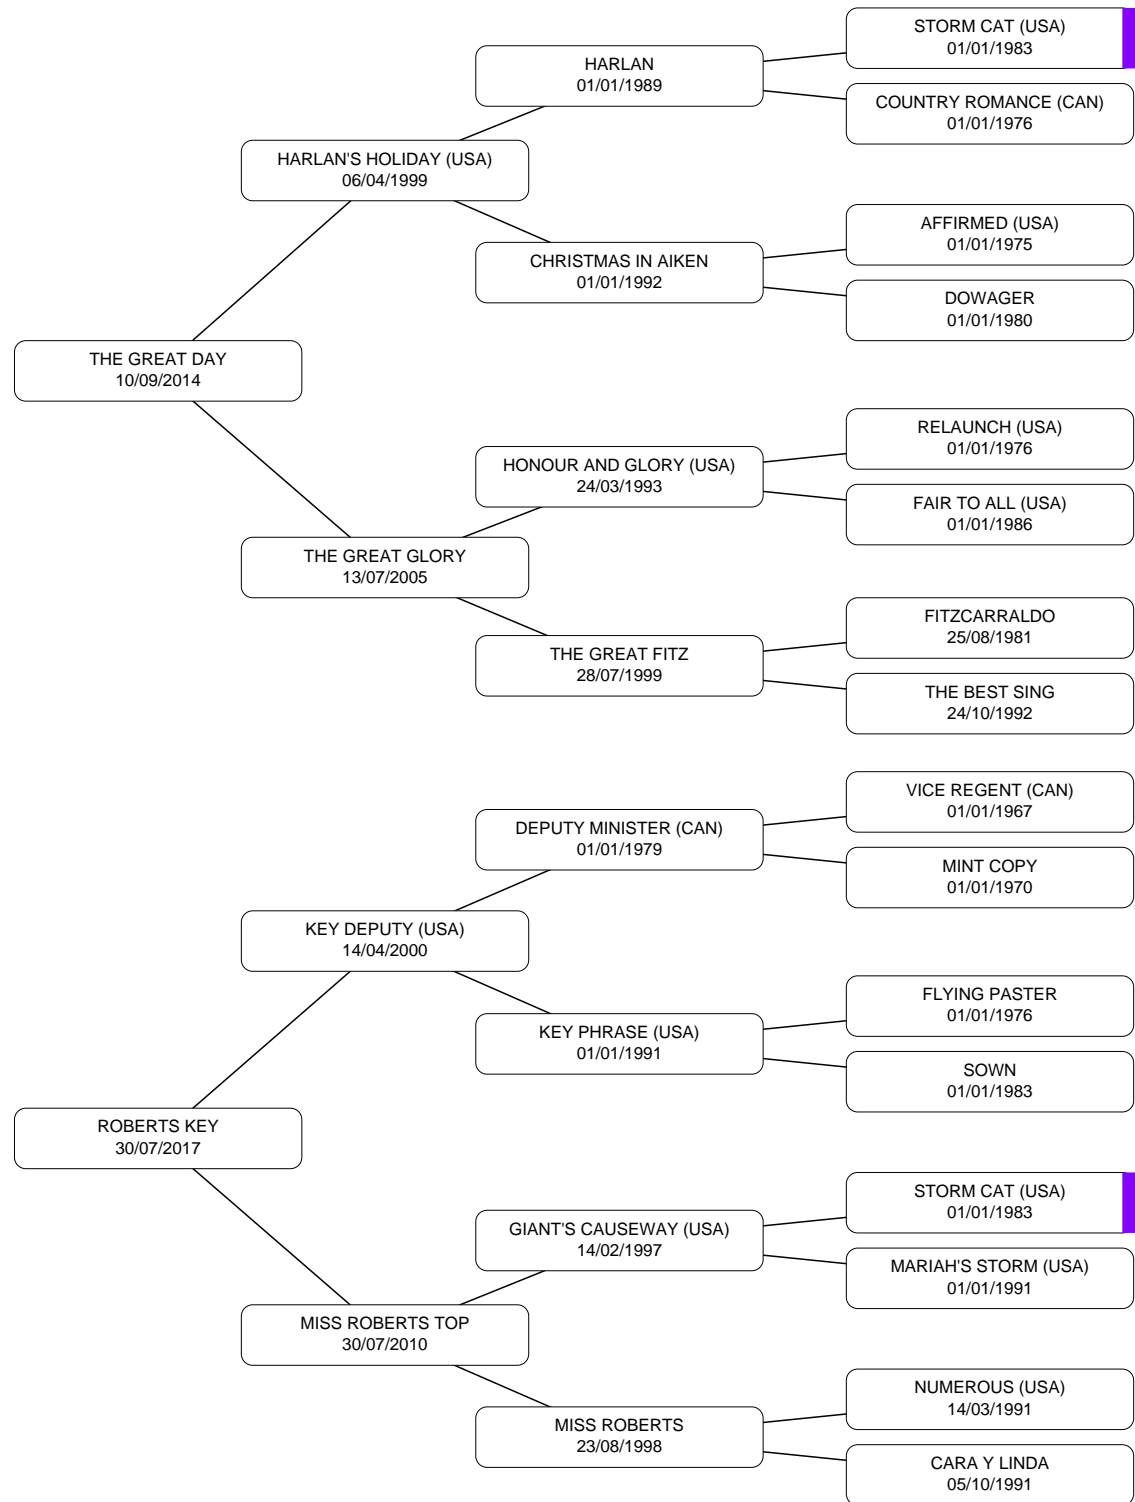 STORM CAT (USA)
01/01/1983
HARLAN
01/01/1989
COUNTRY ROMANCE (CAN)
01/01/1976
HARLAN'S HOLIDAY (USA)
06/04/1999
AFFIRMED (USA)
01/01/1975
CHRISTMAS IN AIKEN
01/01/1992
DOWAGER
01/01/1980
THE GREAT DAY
10/09/2014
RELAUNCH (USA)
01/01/1976
HONOUR AND GLORY (USA)
24/03/1993
FAIR TO ALL (USA)
01/01/1986
THE GREAT GLORY
13/07/2005
FITZCARRALDO
25/08/1981
THE GREAT FITZ
28/07/1999
THE BEST SING
24/10/1992
VICE REGENT (CAN)
01/01/1967
DEPUTY MINISTER (CAN)
01/01/1979
MINT COPY
01/01/1970
KEY DEPUTY (USA)
14/04/2000
FLYING PASTER
01/01/1976
KEY PHRASE (USA)
01/01/1991
SOWN
01/01/1983
ROBERTS KEY
30/07/2017
STORM CAT (USA)
01/01/1983
GIANT'S CAUSEWAY (USA)
14/02/1997
MARIAH'S STORM (USA)
01/01/1991
MISS ROBERTS TOP
30/07/2010
NUMEROUS (USA)
14/03/1991
MISS ROBERTS
23/08/1998
CARA Y LINDA
05/10/1991